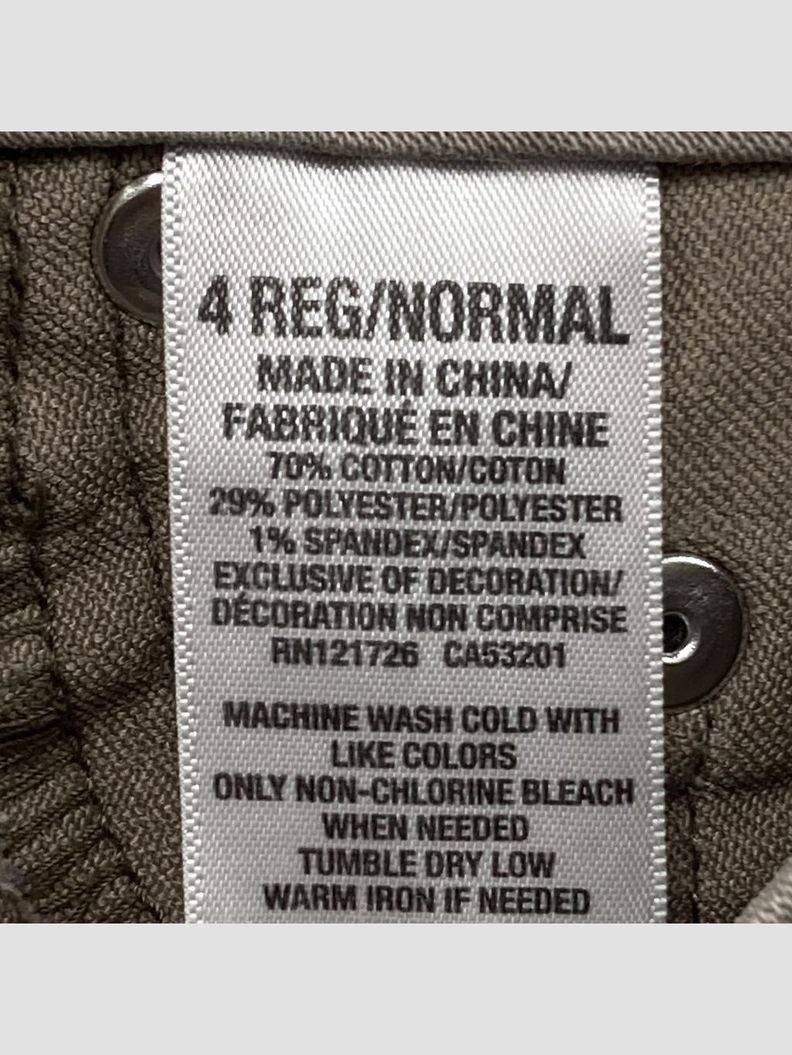 4 REG/NORMAL
MADE IN CHINA/
FABRIQUÉ EN CHINE
70% COTTON/COTON
29% POLYESTER/POLYESTER
1% SPANDEX/SPANDEX
EXCLUSIVE OF DECORATION/
DÉCORATION NON COMPRISE
RN121726 CA53201
MACHINE WASH COLD WITH
LIKE COLORS
ONLY NON-CHLORINE BLEACH
WHEN NEEDED
TUMBLE DRY LOW
WARM IRON IF NEEDED